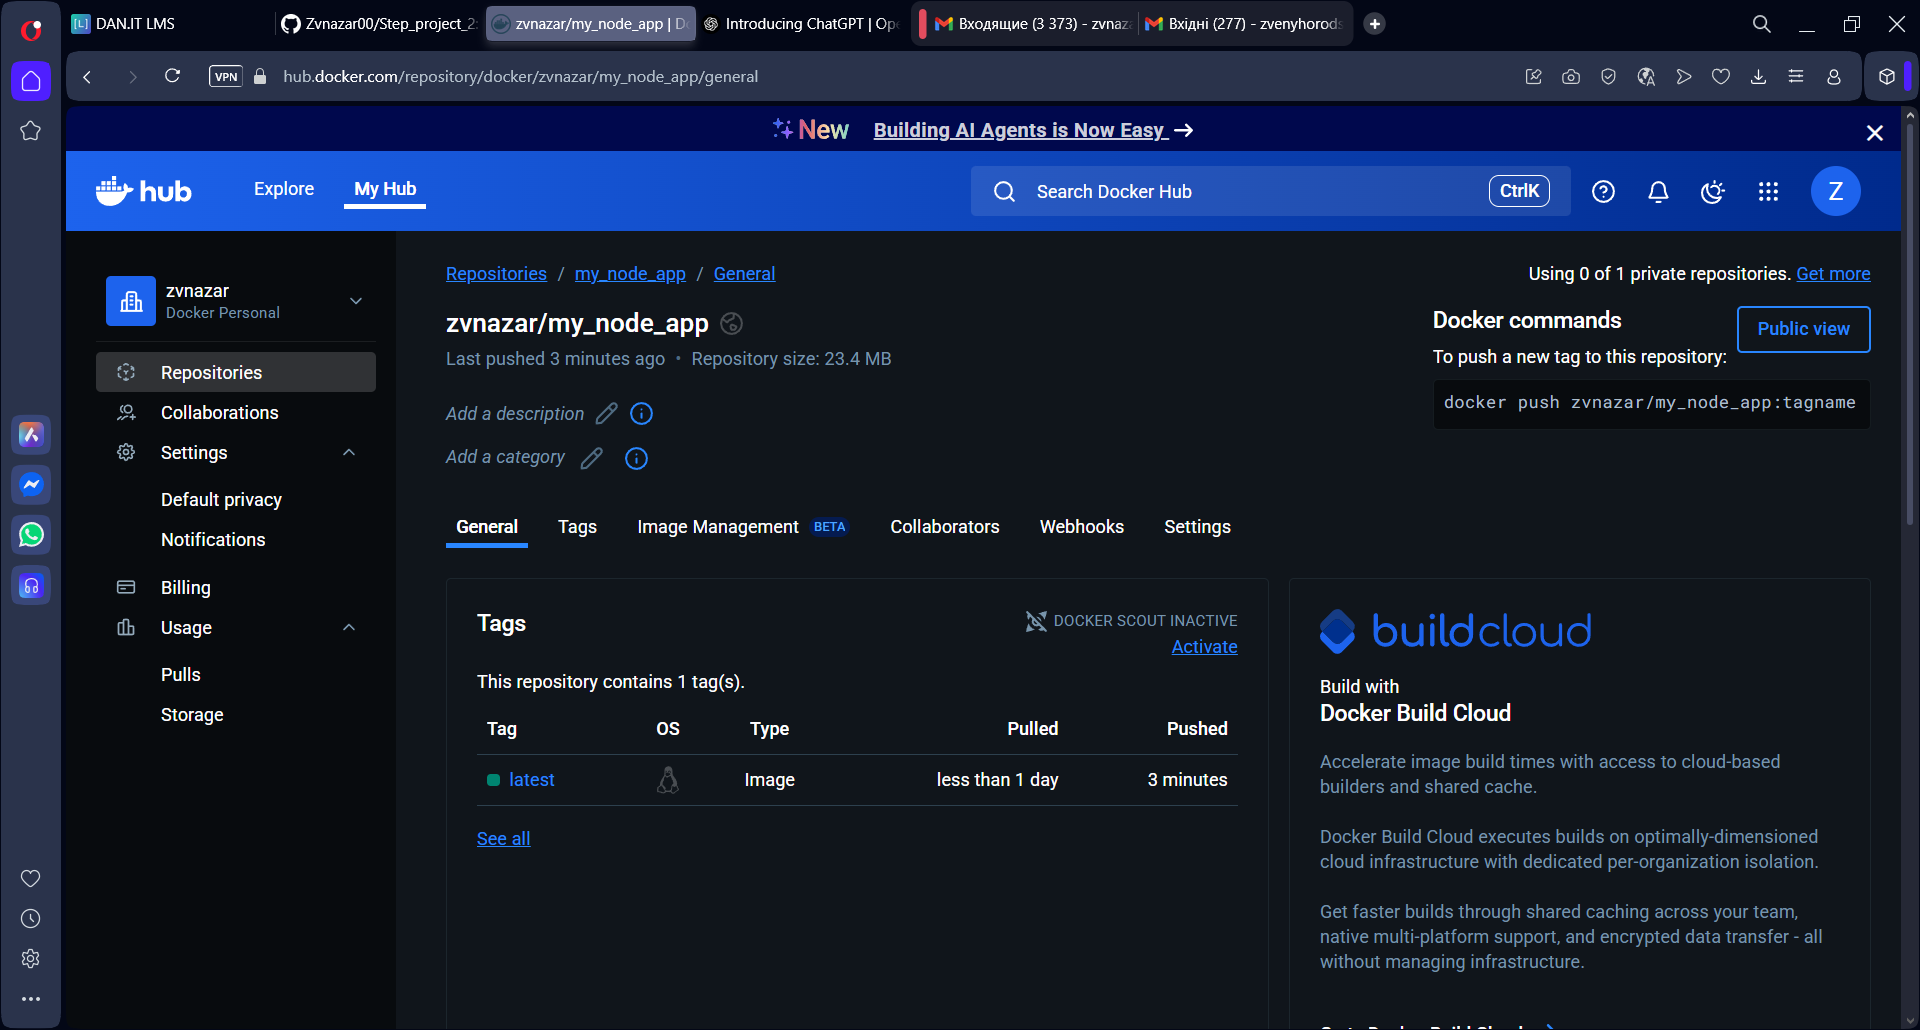 DAN.IT LMS
Zvnazar00/Step_project_2
zvnazar/my_node_app | D
Introducing ChatGPT | Op
Входящие (3 373) - zvnaz
Вхідні (277) - zvenyhorods
VPN
hub.docker.com/repository/docker/zvnazar/my_node_app/general
New Building AI Agents is Now Easy →
hub
Explore
My Hub
Search Docker Hub
CtrlK
Z
zvnazar
Docker Personal
Repositories
Collaborations
Settings
Default privacy
Notifications
Billing
Usage
Pulls
Storage
Repositories / my_node_app / General
Using 0 of 1 private repositories. Get more
zvnazar/my_node_app
Last pushed 3 minutes ago • Repository size: 23.4 MB
Add a description
Add a category
Docker commands
Public view
To push a new tag to this repository:
docker push zvnazar/my_node_app:tagname
General
Tags
Image Management BETA
Collaborators
Webhooks
Settings
Tags
DOCKER SCOUT INACTIVE
Activate
This repository contains 1 tag(s).
Tag OS Type Pulled Pushed
latest Image less than 1 day 3 minutes
See all
buildcloud
Build with
Docker Build Cloud
Accelerate image build times with access to cloud-based
builders and shared cache.
Docker Build Cloud executes builds on optimally-dimensioned
cloud infrastructure with dedicated per-organization isolation.
Get faster builds through shared caching across your team,
native multi-platform support, and encrypted data transfer - all
without managing infrastructure.